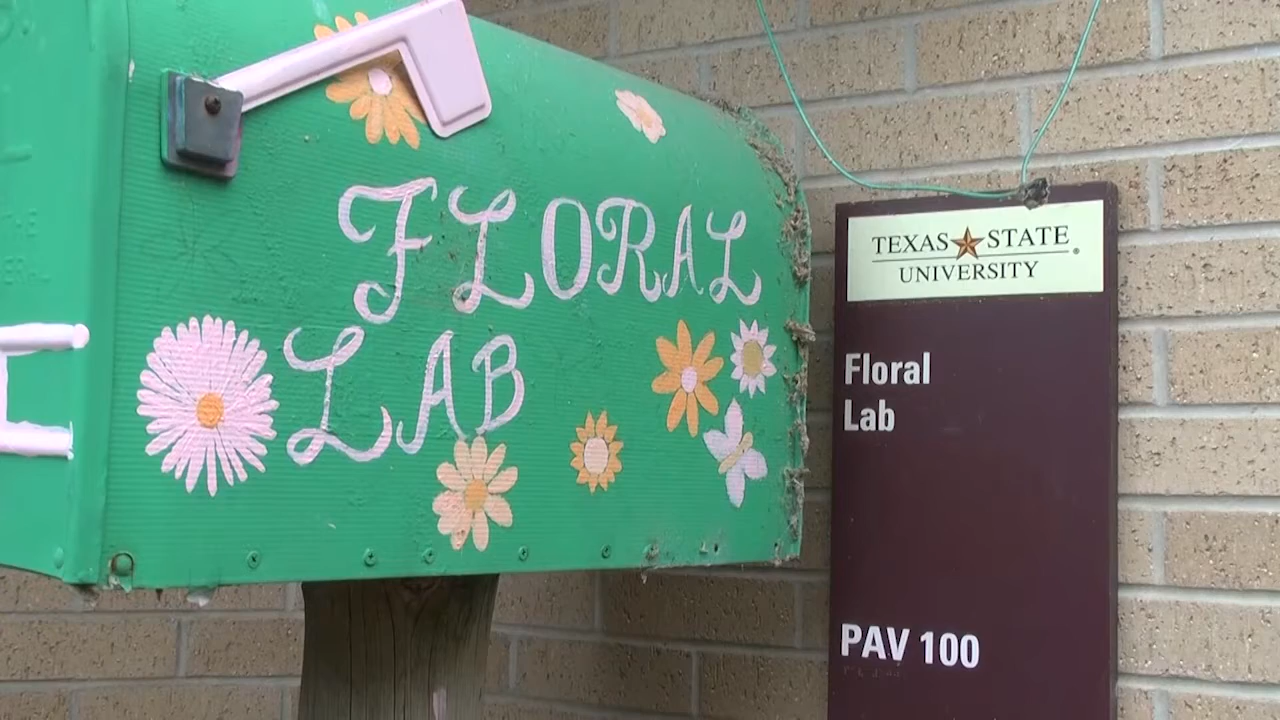 FLORAL
LAB
TEXAS STATE
UNIVERSITY
Floral
Lab
PAV 100